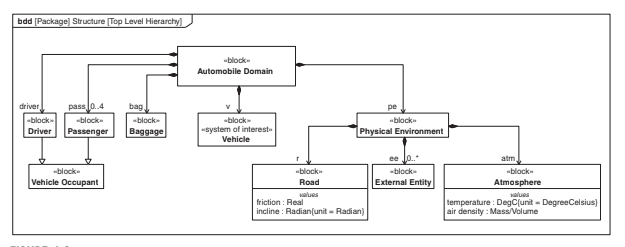 bdd [Package] Structure [Top Level Hierarchy]
«block»
Automobile Domain
driver
pass 0..4
bag
v
pe
«block»
Driver
«block»
Passenger
«block»
Baggage
«block»
«system of interest»
Vehicle
«block»
Physical Environment
«block»
Vehicle Occupant
r
ee 0..*
atm
«block»
Road
values
friction : Real
incline : Radian{unit = Radian}
«block»
External Entity
«block»
Atmosphere
values
temperature : DegC{unit = DegreeCelsius}
air density : Mass/Volume